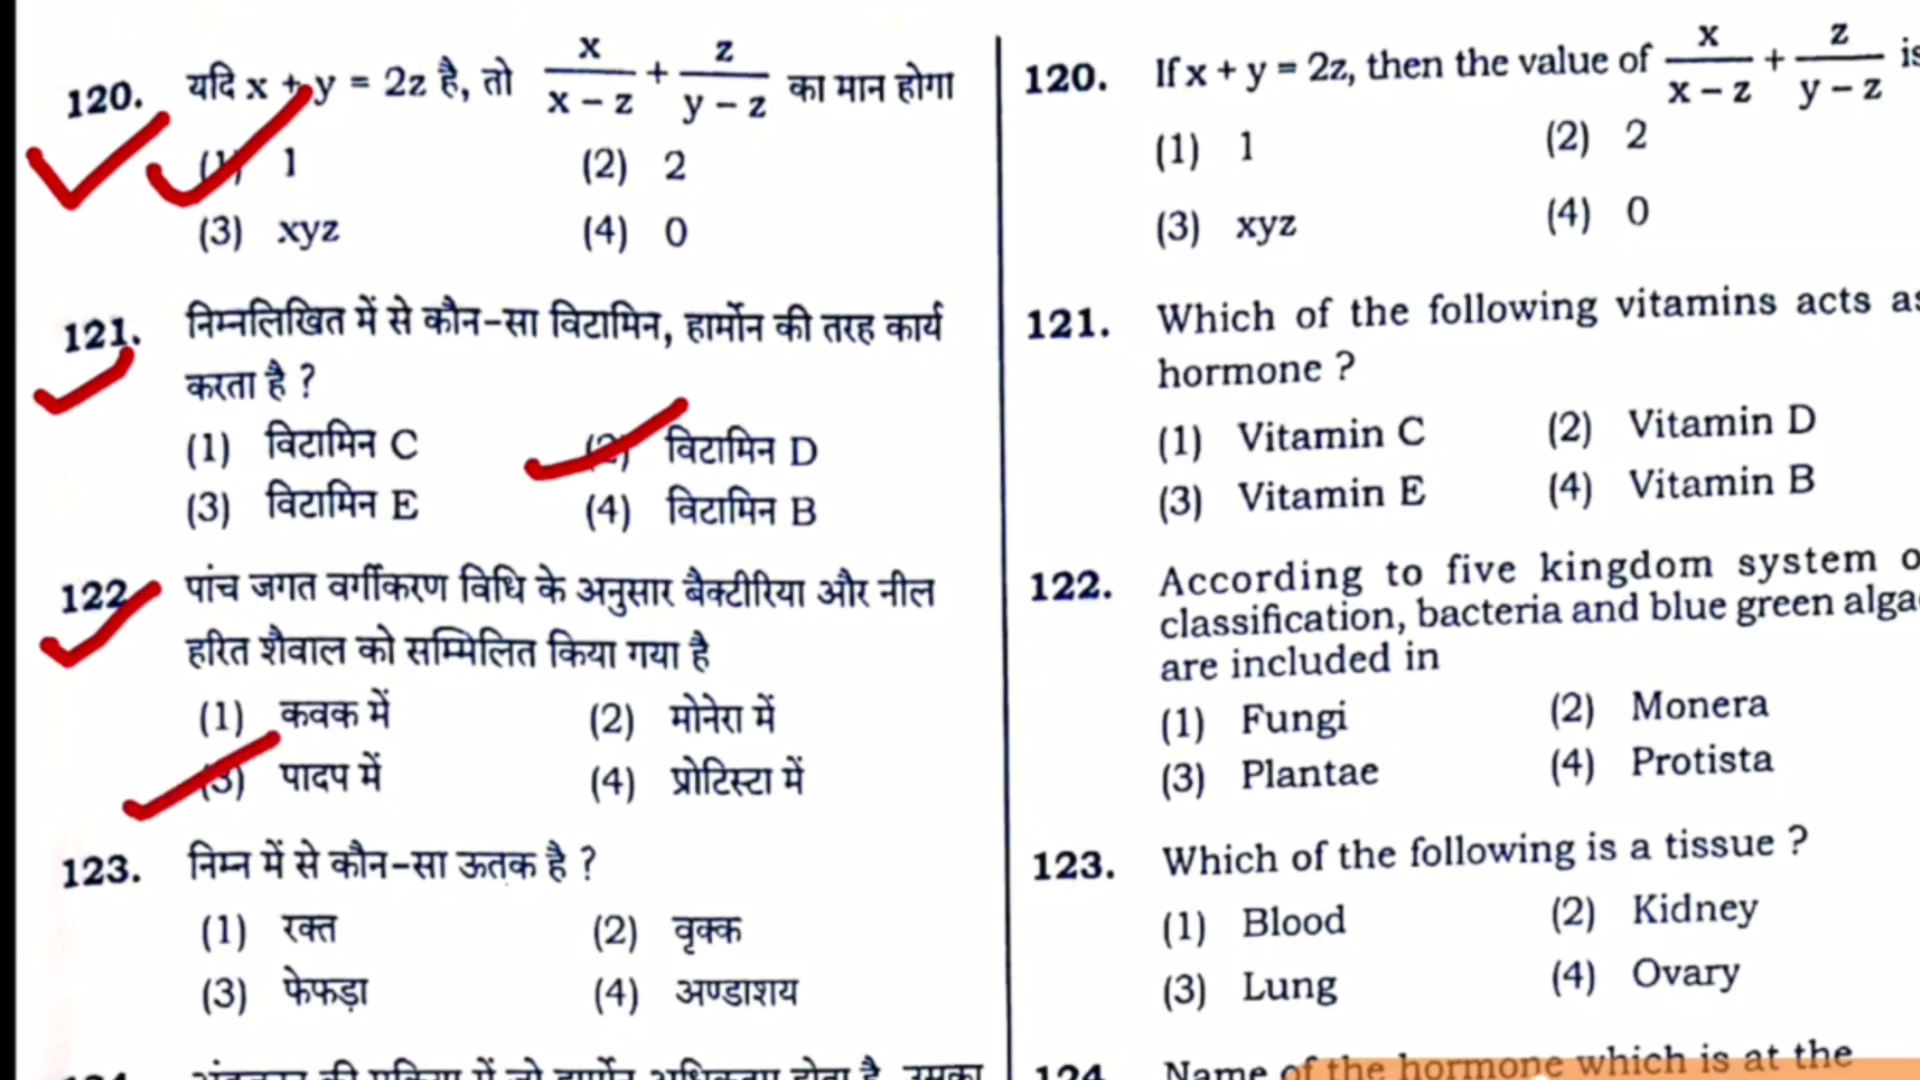 120. यदि x + y = 2z है, तो x/(x – z) + z/(y – z) का मान होगा
(1) 1 (2) 2
(3) xyz (4) 0
121. निम्नलिखित में से कौन-सा विटामिन, हार्मोन की तरह कार्य
करता है ?
(1) विटामिन C (2) विटामिन D
(3) विटामिन E (4) विटामिन B
122. पांच जगत वर्गीकरण विधि के अनुसार बैक्टीरिया और नील
हरित शैवाल को सम्मिलित किया गया है
(1) कवक में (2) मोनेरा में
(3) पादप में (4) प्रोटिस्टा में
123. निम्न में से कौन-सा ऊतक है ?
(1) रक्त (2) वृक्क
(3) फेफड़ा (4) अण्डाशय
120. If x + y = 2z, then the value of x/(x – z) + z/(y – z) is
(1) 1 (2) 2
(3) xyz (4) 0
121. Which of the following vitamins acts as
hormone ?
(1) Vitamin C (2) Vitamin D
(3) Vitamin E (4) Vitamin B
122. According to five kingdom system
classification, bacteria and blue green alga
are included in
(1) Fungi (2) Monera
(3) Plantae (4) Protista
123. Which of the following is a tissue ?
(1) Blood (2) Kidney
(3) Lung (4) Ovary
124. Name of the hormone which is at the